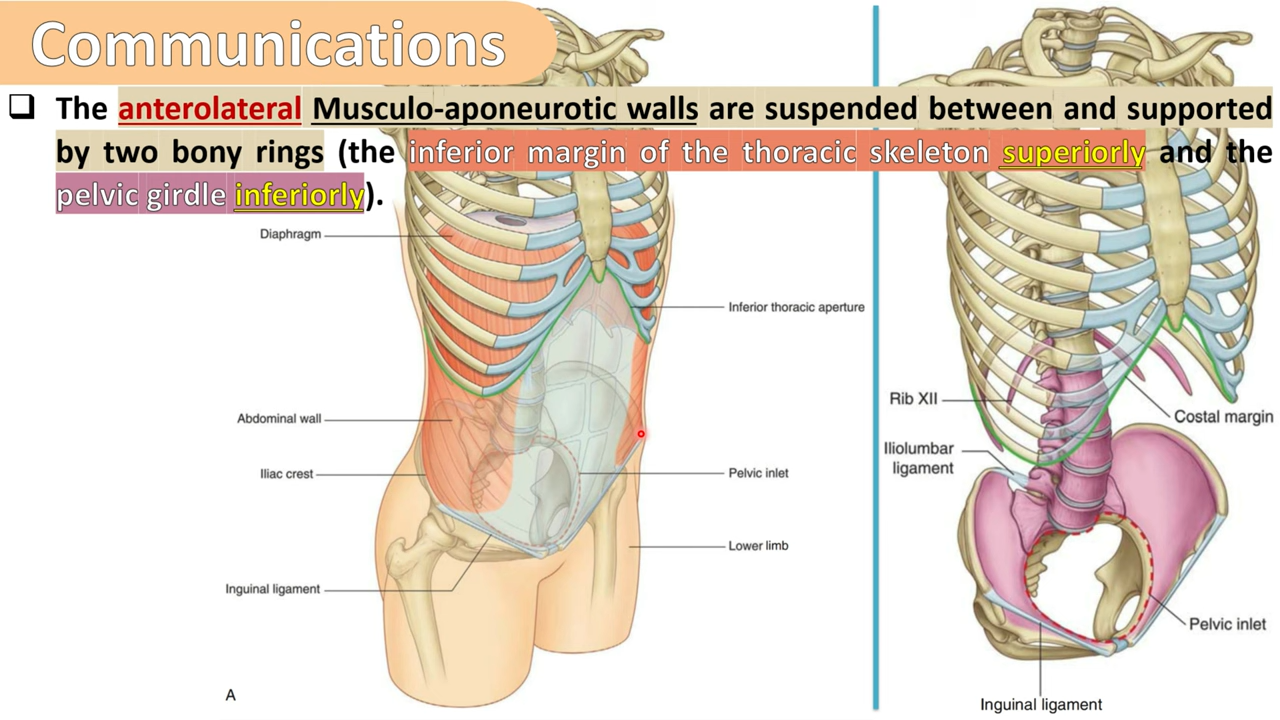 Communications
❑ The anterolateral Musculo-aponeurotic walls are suspended between and supported
by two bony rings (the inferior margin of the thoracic skeleton superiorly and the
pelvic girdle inferiorly).
Diaphragm
Inferior thoracic aperture
Abdominal wall
Iliac crest
Pelvic inlet
Lower limb
Inguinal ligament
A
Rib XII
Costal margin
Iliolumbar
ligament
Pelvic inlet
Inguinal ligament